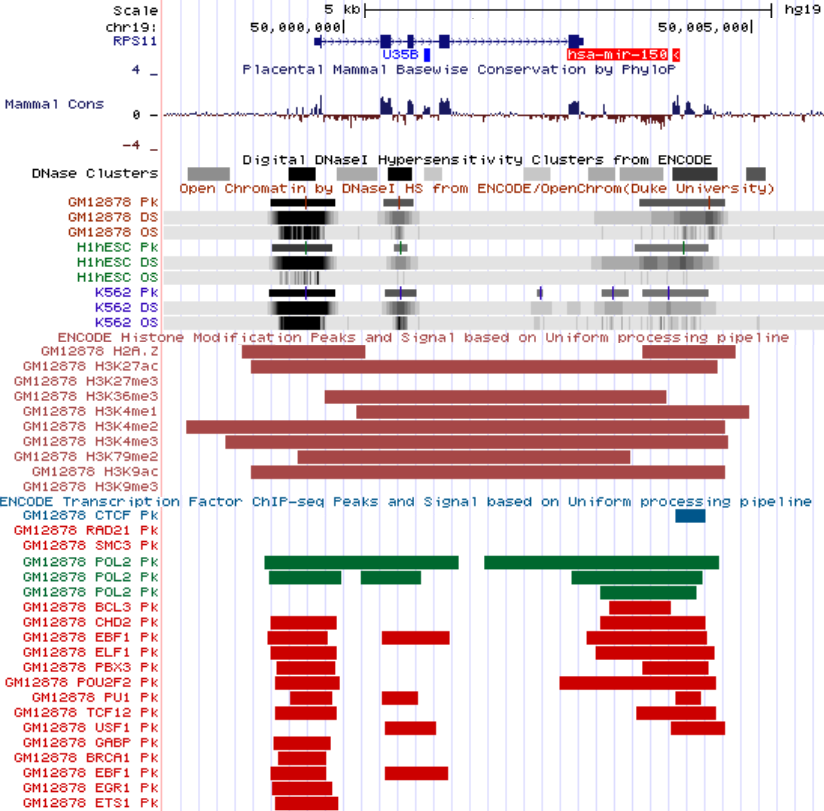 Scale 5 kb hg19
chr19: 50,000,000 50,005,000
RPS11
U35B hsa-mir-150
Placental Mammal Basewise Conservation by PhyloP
4 _
Mammal Cons 0 _
-4 _
Digital DNaseI Hypersensitivity Clusters from ENCODE
DNase Clusters
Open Chromatin by DNaseI HS from ENCODE/OpenChrom(Duke University)
GM12878 Pk
GM12878 DS
GM12878 OS
H1hESC Pk
H1hESC DS
H1hESC OS
K562 Pk
K562 DS
K562 OS
ENCODE Histone Modification Peaks and Signal based on Uniform processing pipeline
GM12878 H2A.Z
GM12878 H3K27ac
GM12878 H3K27me3
GM12878 H3K36me3
GM12878 H3K4me1
GM12878 H3K4me2
GM12878 H3K4me3
GM12878 H3K79me2
GM12878 H3K9ac
GM12878 H3K9me3
ENCODE Transcription Factor ChIP-seq Peaks and Signal based on Uniform processing pipeline
GM12878 CTCF Pk
GM12878 RAD21 Pk
GM12878 SMC3 Pk
GM12878 POL2 Pk
GM12878 POL2 Pk
GM12878 POL2 Pk
GM12878 BCL3 Pk
GM12878 CHD2 Pk
GM12878 EBF1 Pk
GM12878 ELF1 Pk
GM12878 PBX3 Pk
GM12878 POU2F2 Pk
GM12878 PU1 Pk
GM12878 TCF12 Pk
GM12878 USF1 Pk
GM12878 GABP Pk
GM12878 BRCA1 Pk
GM12878 EBF1 Pk
GM12878 EGR1 Pk
GM12878 ETS1 Pk